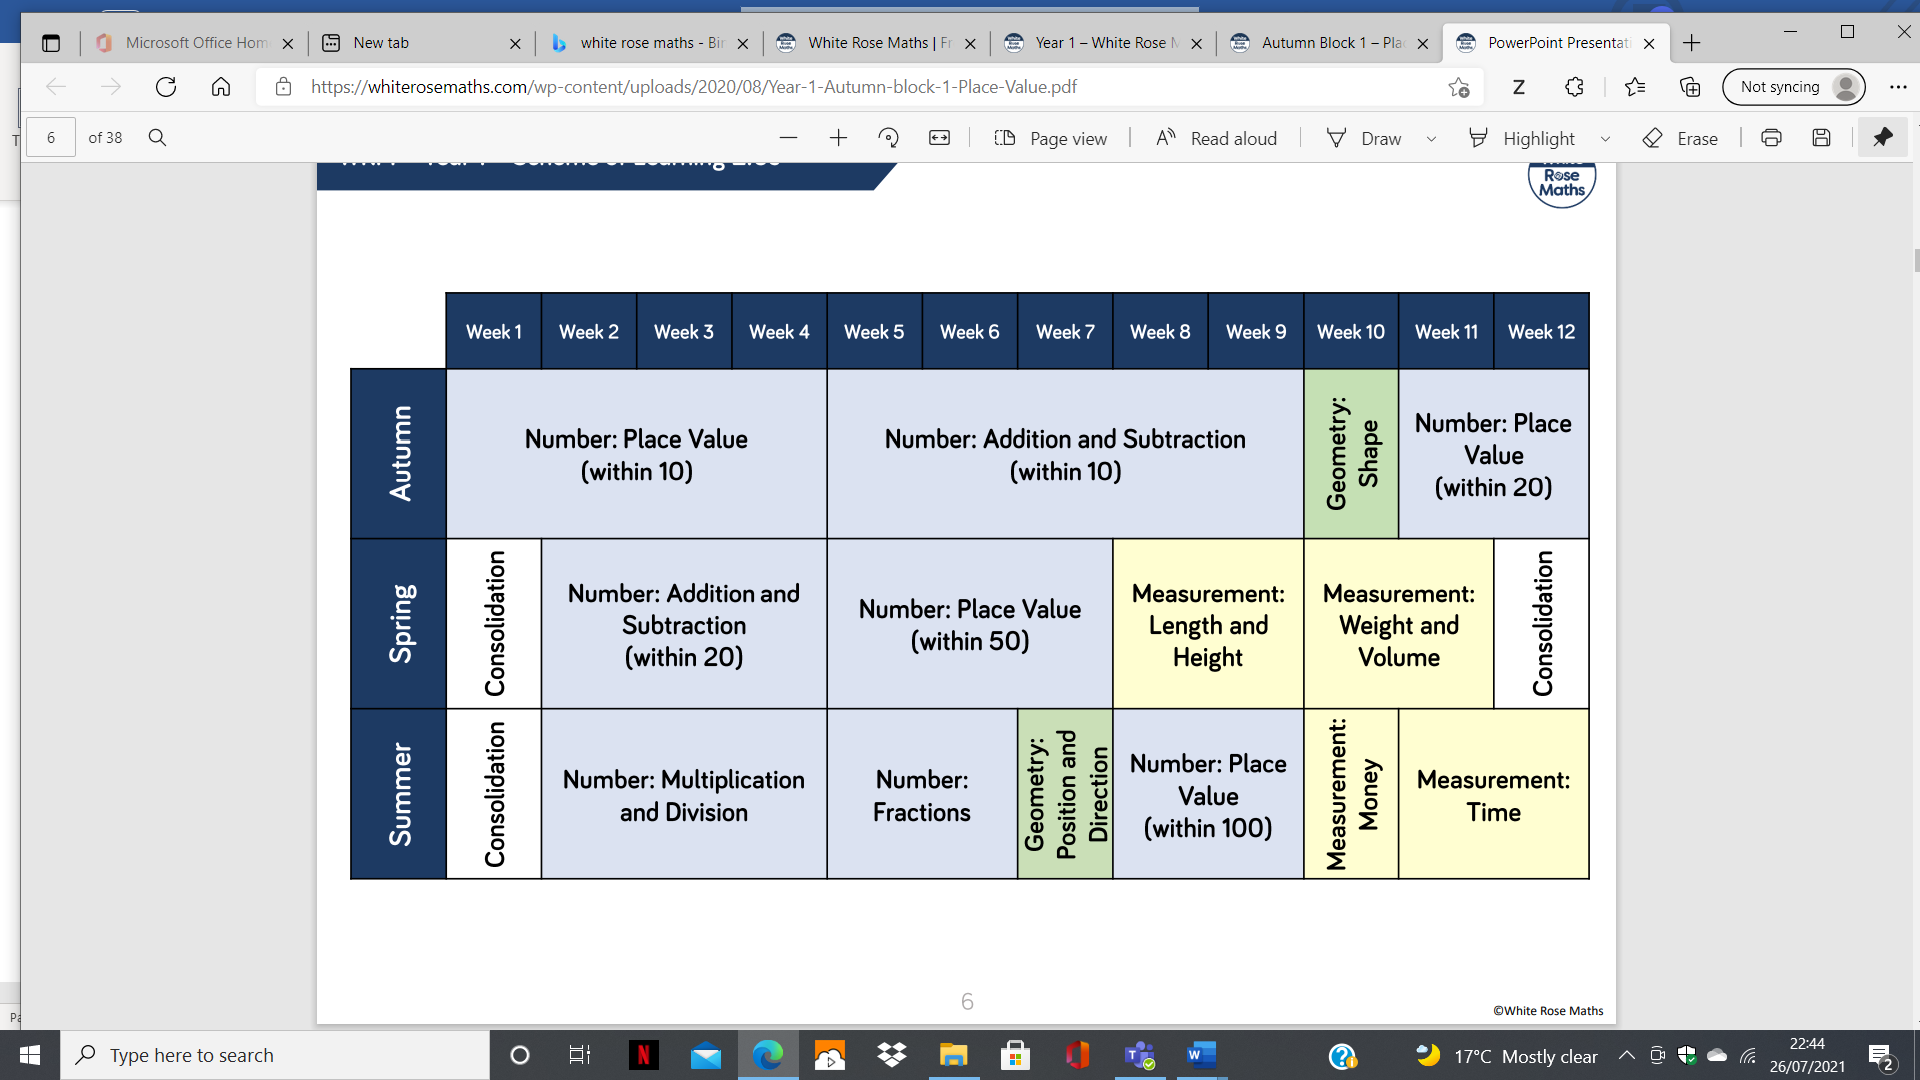 Microsoft Office Hom
New tab
white rose maths - Bin
White Rose Maths | Fr
Year 1 – White Rose M
Autumn Block 1 – Plac
PowerPoint Presentati
https://whiterosemaths.com/wp-content/uploads/2020/08/Year-1-Autumn-block-1-Place-Value.pdf
Not syncing
6 of 38
Page view
Read aloud
Draw
Highlight
Erase
Rose
Maths
Week 1 Week 2 Week 3 Week 4 Week 5 Week 6 Week 7 Week 8 Week 9 Week 10 Week 11 Week 12
Autumn
Number: Place Value
(within 10)
Number: Addition and Subtraction
(within 10)
Geometry:
Shape
Number: Place
Value
(within 20)
Spring
Consolidation
Number: Addition and
Subtraction
(within 20)
Number: Place Value
(within 50)
Measurement:
Length and
Height
Measurement:
Weight and
Volume
Consolidation
Summer
Consolidation
Number: Multiplication
and Division
Number:
Fractions
Geometry:
Position and
Direction
Number: Place
Value
(within 100)
Measurement:
Money
Measurement:
Time
6
©White Rose Maths
Type here to search
17°C Mostly clear
22:44
26/07/2021
2